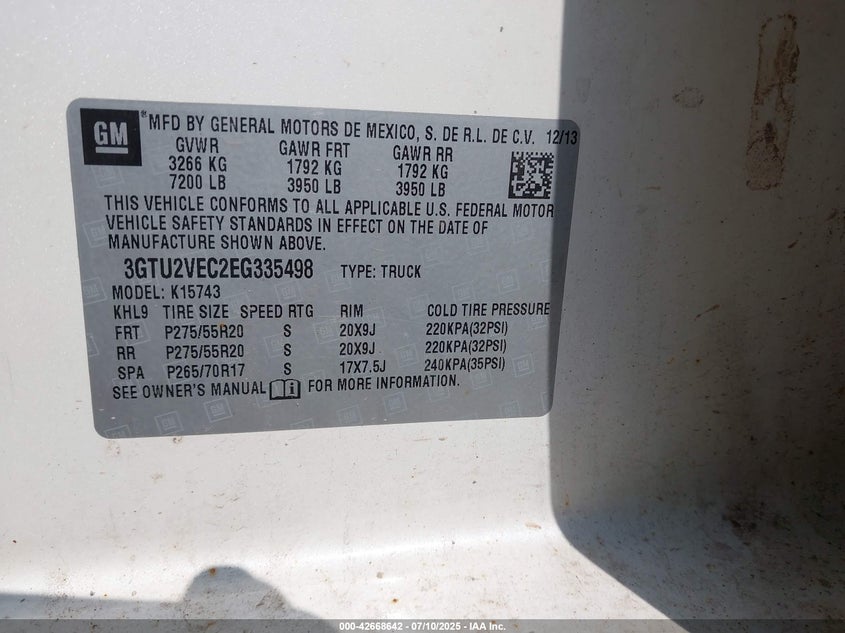 GM *MFD BY GENERAL MOTORS DE MEXICO, S. DE R.L. DE C.V. 12/13
GVWR GAWR FRT GAWR RR
3266 KG 1792 KG 1792 KG
7200 LB 3950 LB 3950 LB
THIS VEHICLE CONFORMS TO ALL APPLICABLE U.S. FEDERAL MOTOR
VEHICLE SAFETY STANDARDS IN EFFECT ON THE DATE OF
MANUFACTURE SHOWN ABOVE.
3GTU2VEC2EG335498 TYPE: TRUCK
MODEL: K15743
KHL9 TIRE SIZE SPEED RTG RIM COLD TIRE PRESSURE
FRT P275/55R20 S 20X9J 220KPA(32PSI)
RR P275/55R20 S 20X9J 220KPA(32PSI)
SPA P265/70R17 S 17X7.5J 240KPA(35PSI)
SEE OWNER'S MANUAL FOR MORE INFORMATION.
000-42668642 - 07/10/2025 - IAA Inc.